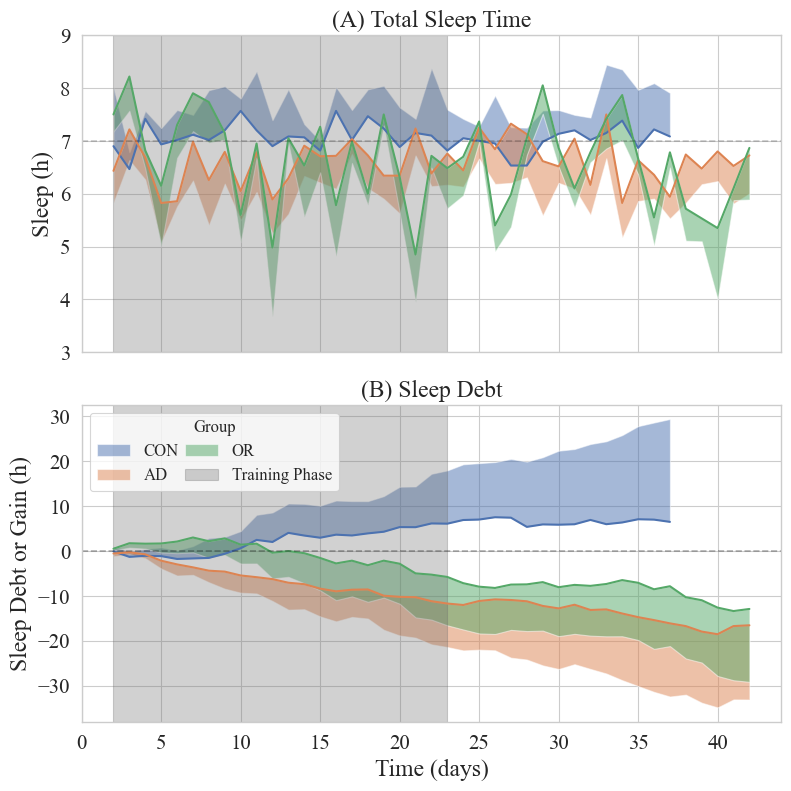 (A) Total Sleep Time
9
8
7
6
5
4
3
Sleep (h)
(B) Sleep Debt
30
20
10
0
−10
−20
−30
Sleep Debt or Gain (h)
Group
CON
OR
AD
Training Phase
0 5 10 15 20 25 30 35 40
Time (days)